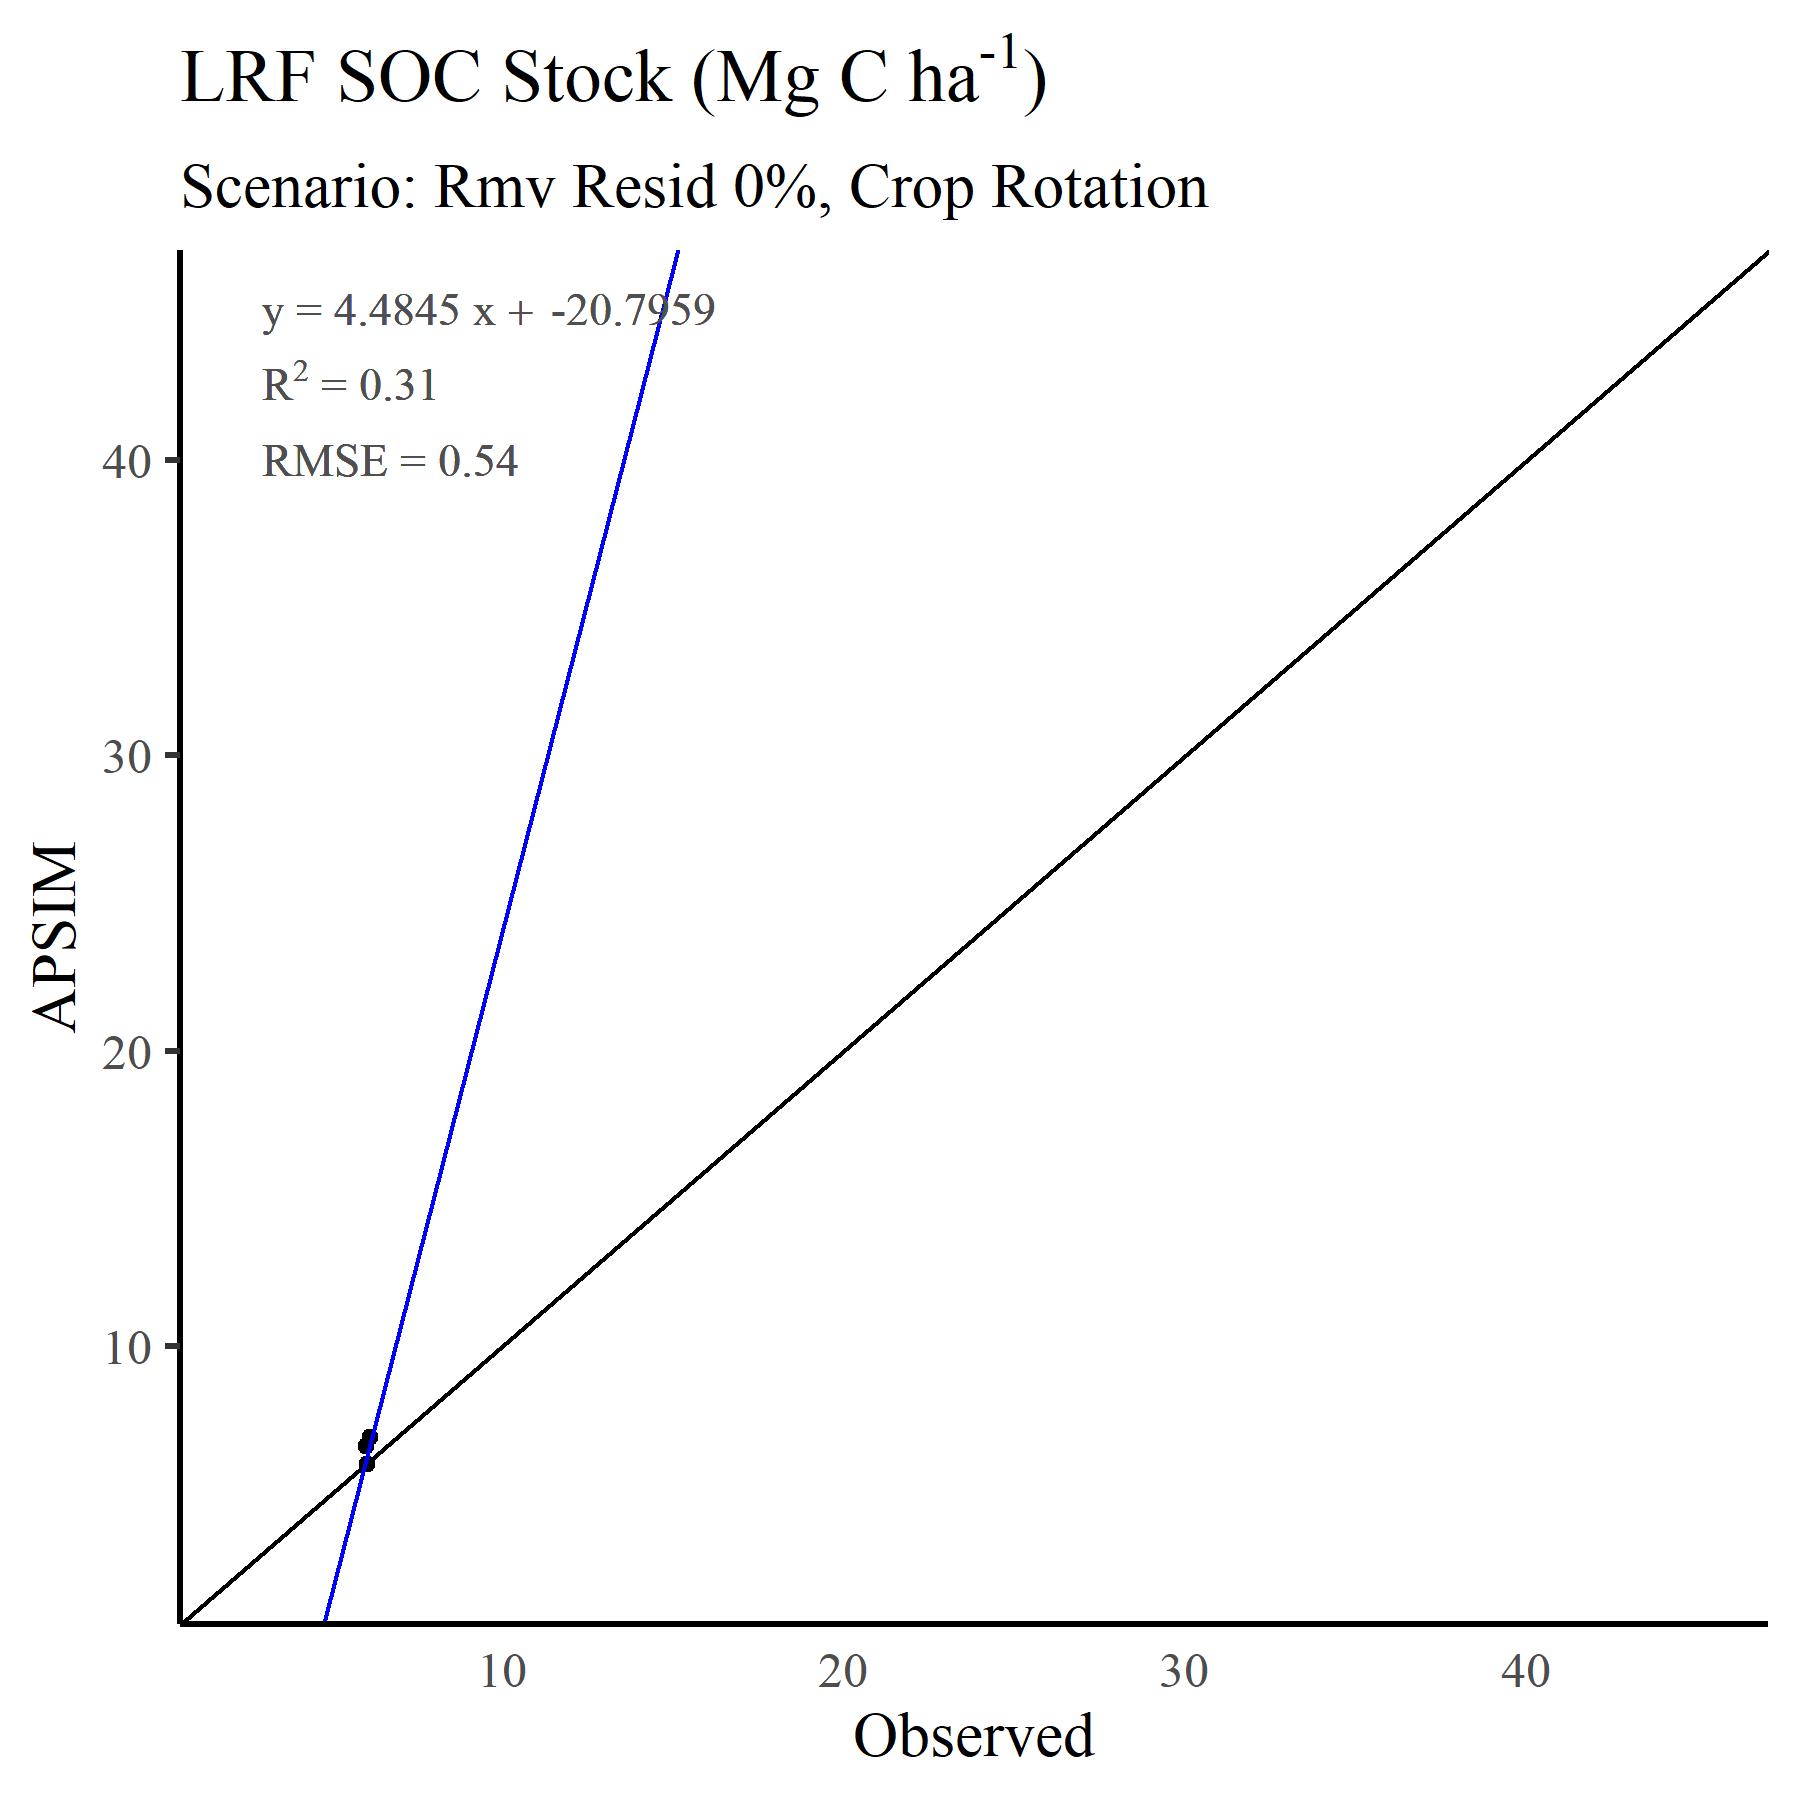 LRF SOC Stock (Mg C ha⁻¹)
Scenario: Rmv Resid 0%, Crop Rotation
y = 4.4845 x + -20.7959
R² = 0.31
RMSE = 0.54
40
30
20
10
APSIM
10 20 30 40
Observed